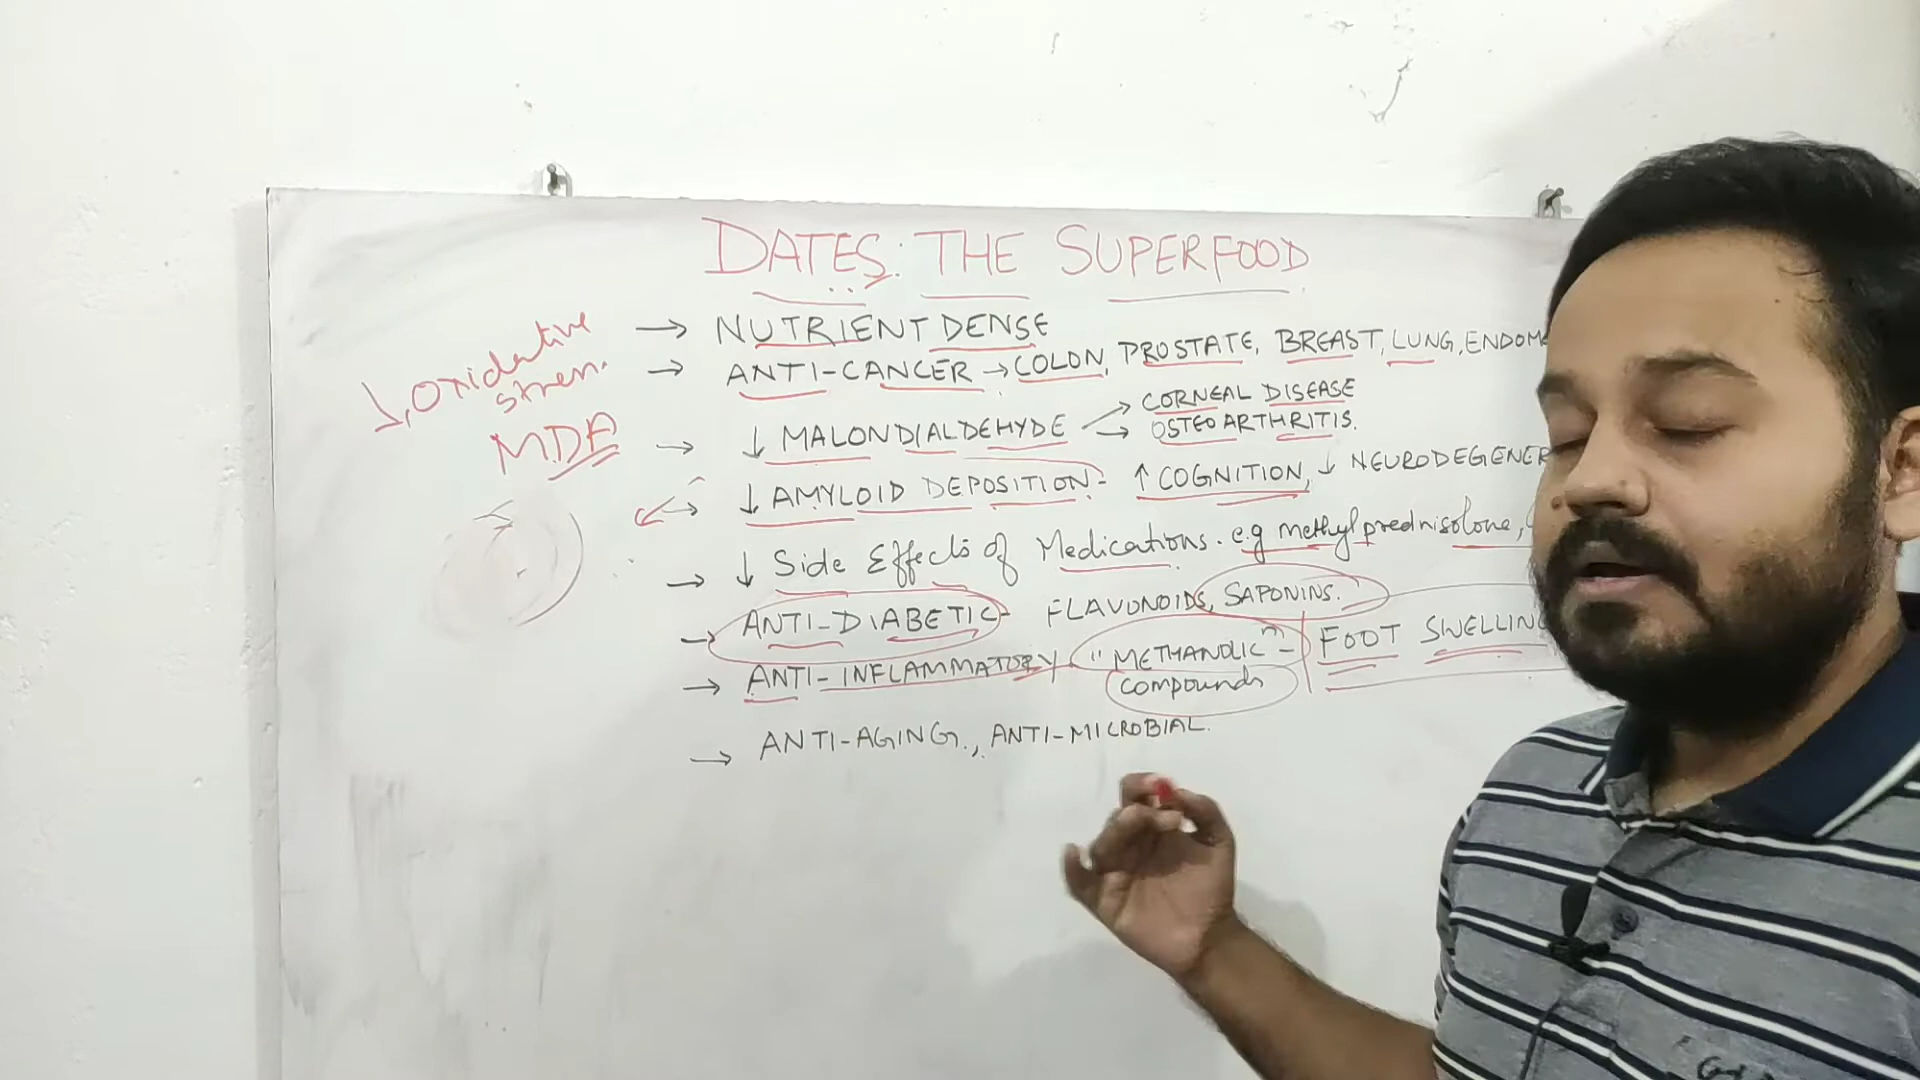 DATES: THE SUPERFOOD
→ NUTRIENT DENSE
→ ANTI-CANCER → COLON, PROSTATE, BREAST, LUNG, ENDOM
↓ oxidative
stress.
MDA
→ ↓ MALONDIALDEHYDE → CORNEAL DISEASE
→ OSTEOARTHRITIS.
→ ↓ AMYLOID DEPOSITION - ↑ COGNITION, ↓ NEURODEGENER
→ ↓ Side Effects of Medications. e.g methylprednisolone,
→ ANTI-DIABETIC - FLAVONOIDS, SAPONINS.
→ ANTI-INFLAMMATORY "METHANOLIC" - FOOT SWELLING
compounds
→ ANTI-AGING., ANTI-MICROBIAL.